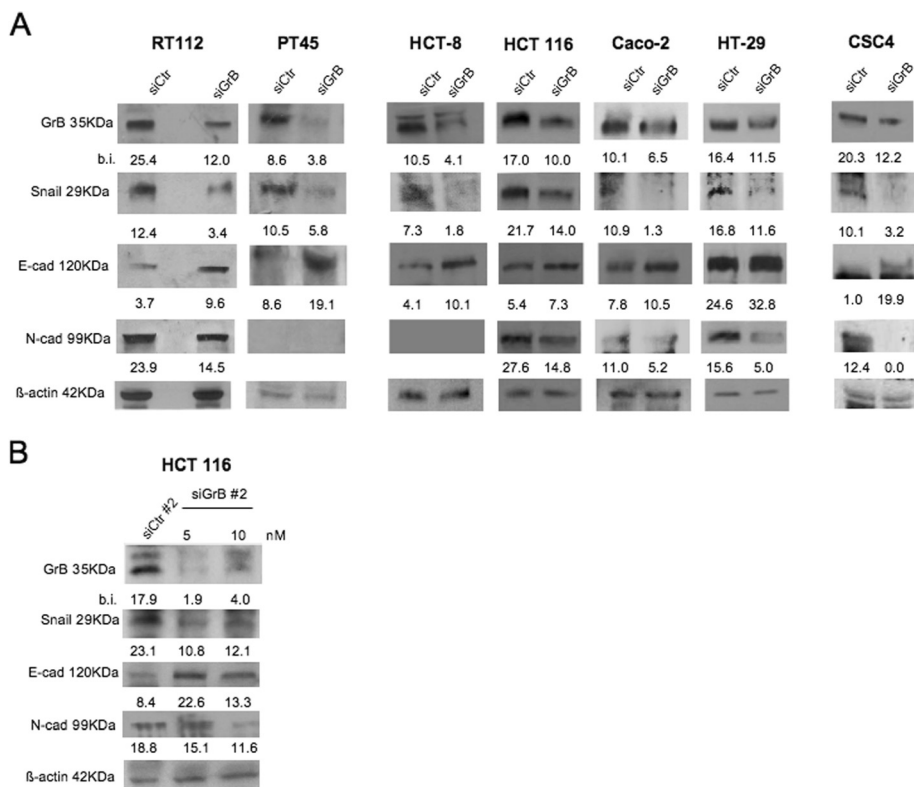 A
RT112 PT45 HCT-8 HCT 116 Caco-2 HT-29 CSC4
siCtr siGrB siCtr siGrB siCtr siGrB siCtr siGrB siCtr siGrB siCtr siGrB siCtr siGrB
GrB 35KDa
b.i. 25.4 12.0 8.6 3.8 10.5 4.1 17.0 10.0 10.1 6.5 16.4 11.5 20.3 12.2
Snail 29KDa
12.4 3.4 10.5 5.8 7.3 1.8 21.7 14.0 10.9 1.3 16.8 11.6 10.1 3.2
E-cad 120KDa
3.7 9.6 8.6 19.1 4.1 10.1 5.4 7.3 7.8 10.5 24.6 32.8 1.0 19.9
N-cad 99KDa
23.9 14.5 27.6 14.8 11.0 5.2 15.6 5.0 12.4 0.0
ß-actin 42KDa
B
HCT 116
siCtr #2 siGrB #2
5 10 nM
GrB 35KDa
b.i. 17.9 1.9 4.0
Snail 29KDa
23.1 10.8 12.1
E-cad 120KDa
8.4 22.6 13.3
N-cad 99KDa
18.8 15.1 11.6
ß-actin 42KDa